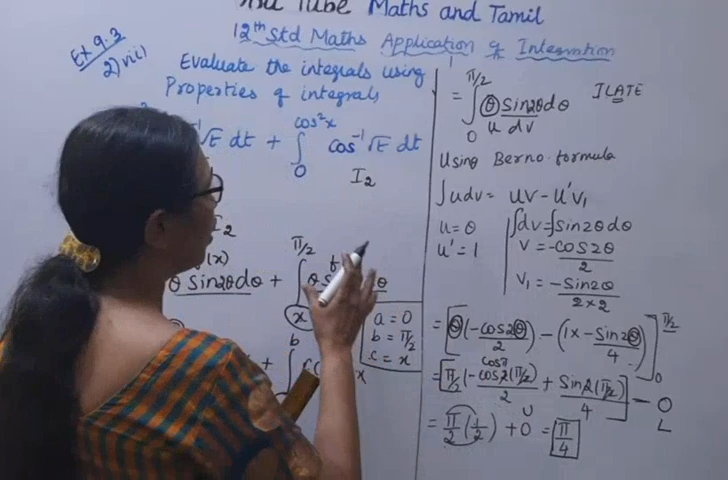 Tube Maths and Tamil
12th Std Maths Application of Integration
Ex 9.3
2) vii)
Evaluate the integrals using
Properties of integrals
√t dt + ∫₀^(cos²x) cos⁻¹ √t dt
I₂
I₂
(x)
θ sin2θ dθ + ∫ₓ^(π/2) θ
a = 0
b = π/2
c = x
+ ∫ b
x
= ∫₀^(π/2) θ sin2θ dθ ILATE
u dv
Using Berno formula
∫udv = uv - u'v₁
u = θ ∫dv = ∫sin2θ dθ
u' = 1 v = -cos2θ/2
v₁ = -sin2θ/2×2
= [θ(-cos2θ/2) - (1× -sin2θ/4)]₀^(π/2)
cosπ
= [π/2 (-cos2(π/2)/2) + sin2(π/2)/4] - 0
= π/2 (1/2) + 0 = π/4